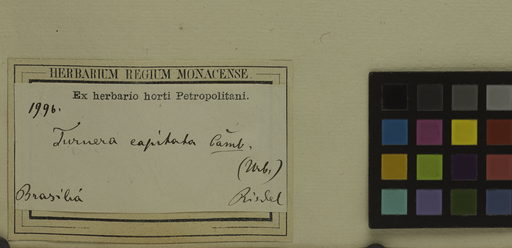 HERBARIUM REGIUM MONACENSE.
Ex herbario horti Petropolitani.
1996.
Turnera capitata Camb.
(Urb.)
Brasilia Riedel